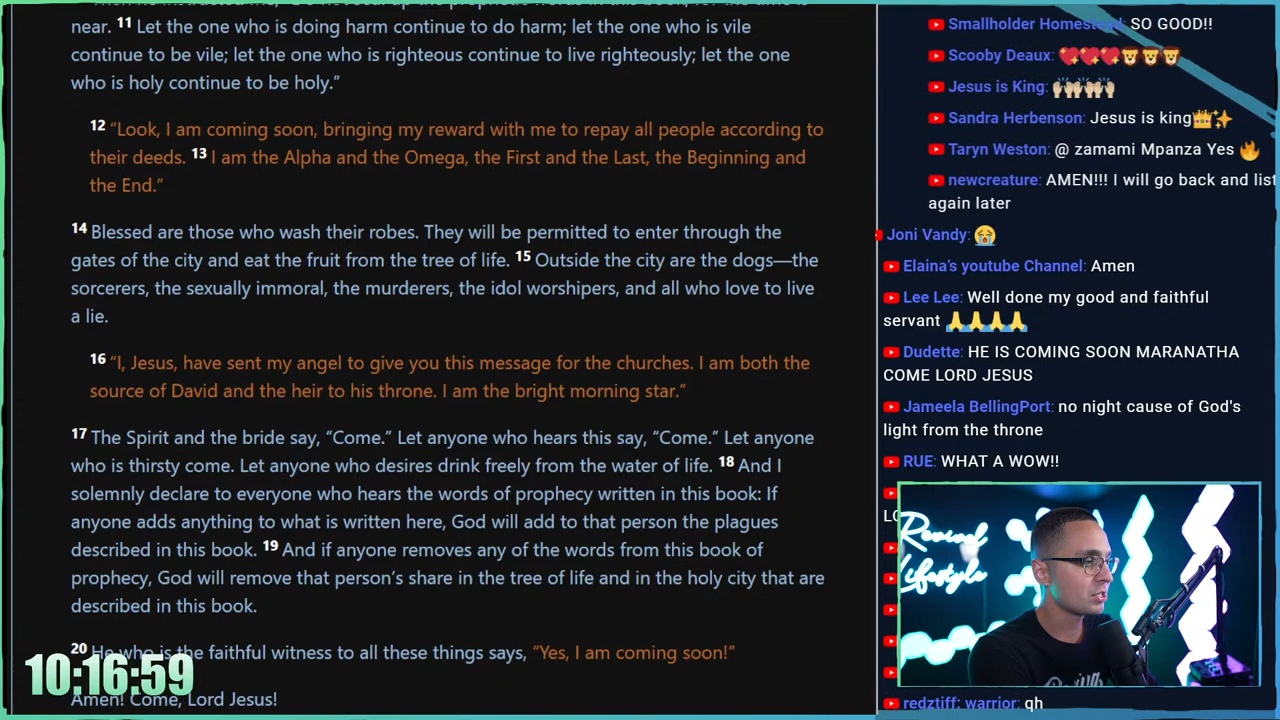 near. 11 Let the one who is doing harm continue to do harm; let the one who is vile
continue to be vile; let the one who is righteous continue to live righteously; let the one
who is holy continue to be holy.”
12 “Look, I am coming soon, bringing my reward with me to repay all people according to
their deeds. 13 I am the Alpha and the Omega, the First and the Last, the Beginning and
the End.”
14 Blessed are those who wash their robes. They will be permitted to enter through the
gates of the city and eat the fruit from the tree of life. 15 Outside the city are the dogs—the
sorcerers, the sexually immoral, the murderers, the idol worshipers, and all who love to live
a lie.
16 “I, Jesus, have sent my angel to give you this message for the churches. I am both the
source of David and the heir to his throne. I am the bright morning star.”
17 The Spirit and the bride say, “Come.” Let anyone who hears this say, “Come.” Let anyone
who is thirsty come. Let anyone who desires drink freely from the water of life. 18 And I
solemnly declare to everyone who hears the words of prophecy written in this book: If
anyone adds anything to what is written here, God will add to that person the plagues
described in this book. 19 And if anyone removes any of the words from this book of
prophecy, God will remove that person’s share in the tree of life and in the holy city that are
described in this book.
20 He who is the faithful witness to all these things says, “Yes, I am coming soon!”
Amen! Come, Lord Jesus!
10:16:59
Smallholder Homestead: SO GOOD!!
Scooby Deaux: 💖💖💖🦁🦁🦁
Jesus is King: 🙌🏼🙌🏼🙌🏼
Sandra Herbenson: Jesus is king👑✨
Taryn Weston: @ zamami Mpanza Yes 🔥
newcreature: AMEN!!! I will go back and list
again later
Joni Vandy: 😭
Elaina’s youtube Channel: Amen
Lee Lee: Well done my good and faithful
servant 🙏🙏🙏🙏
Dudette: HE IS COMING SOON MARANATHA
COME LORD JESUS
Jameela BellingPort: no night cause of God's
light from the throne
RUE: WHAT A WOW!!
Revival
Lifestyle
redztiff: warrior: qh